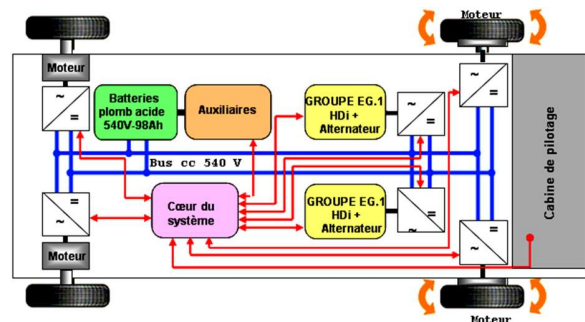 Moteur
Moteur
Batteries
plomb acide
540V-98Ah
Auxiliaires
GROUPE EG.1
HDi +
Alternateur
~
=
~
=
~
=
Bus cc 540 V
Cabine de pilotage
Cœur du
système
GROUPE EG.1
HDi +
Alternateur
~
=
~
=
~
=
Moteur
Moteur